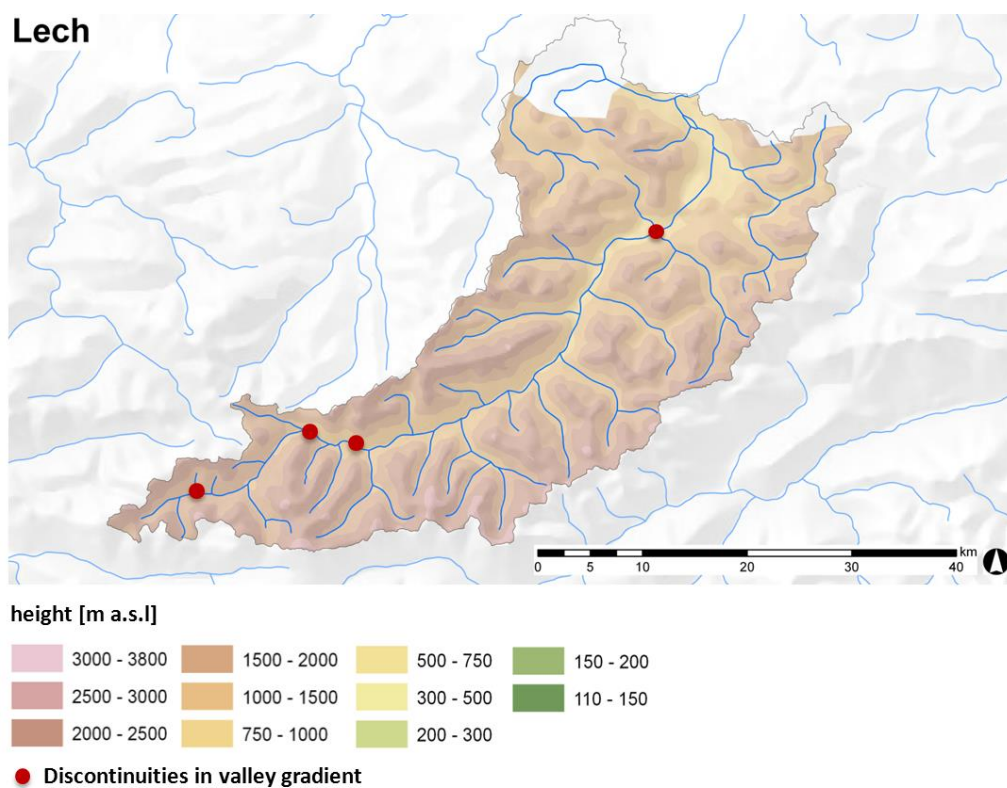 Lech
km
0 5 10 20 30 40
height [m a.s.l]
3000 - 3800 1500 - 2000 500 - 750 150 - 200
2500 - 3000 1000 - 1500 300 - 500 110 - 150
2000 - 2500 750 - 1000 200 - 300
Discontinuities in valley gradient